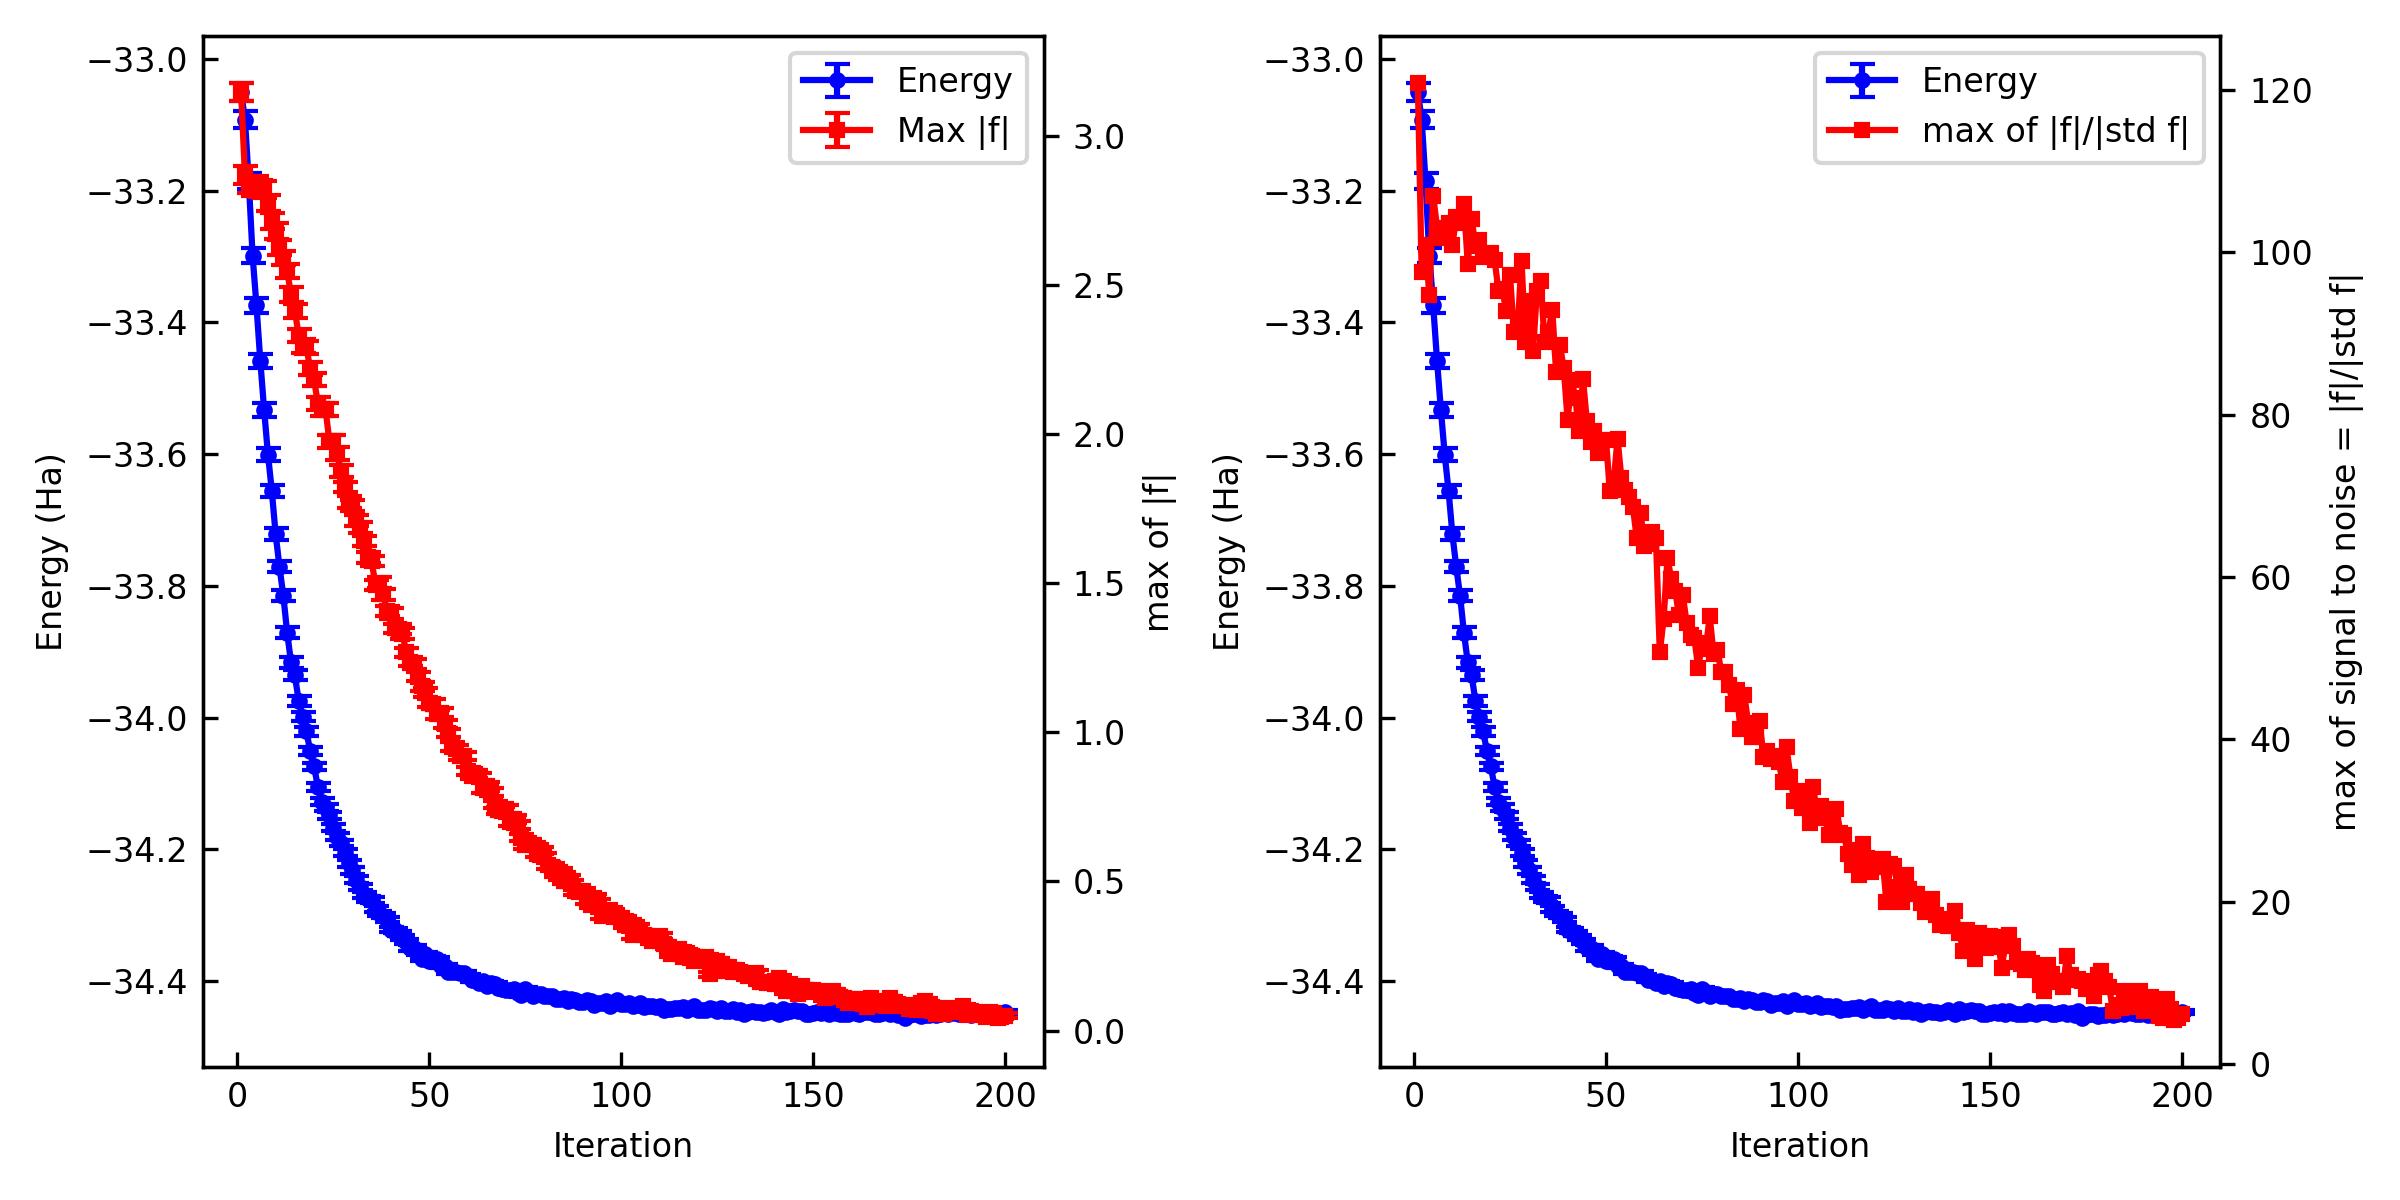 Energy
Max |f|
−33.0
−33.2
−33.4
−33.6
−33.8
−34.0
−34.2
−34.4
Energy (Ha)
3.0
2.5
2.0
1.5
1.0
0.5
0.0
max of |f|
0 50 100 150 200
Iteration
Energy
max of |f|/|std f|
−33.0
−33.2
−33.4
−33.6
−33.8
−34.0
−34.2
−34.4
Energy (Ha)
120
100
80
60
40
20
0
max of signal to noise = |f|/|std f|
0 50 100 150 200
Iteration